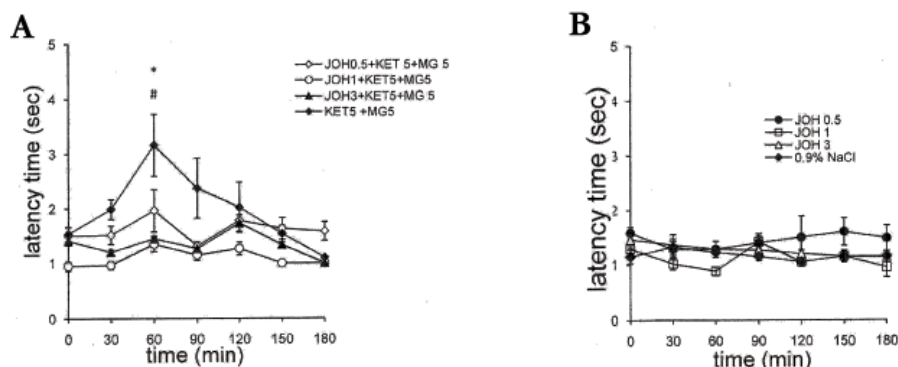 A
5
4
3
2
1
0
latency time (sec)
*
#
JOH0.5+KET 5+MG 5
JOH1+KET5+MG5
JOH3+KET5+MG 5
KET5 +MG5
0 30 60 90 120 150 180
time (min)
B
5
4
3
2
1
0
latency time (sec)
JOH 0.5
JOH 1
JOH 3
0.9% NaCl
0 30 60 90 120 150 180
time (min)